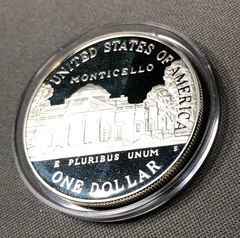 UNITED STATES OF AMERICA
MONTICELLO
E PLURIBUS UNUM S
ONE DOLLAR